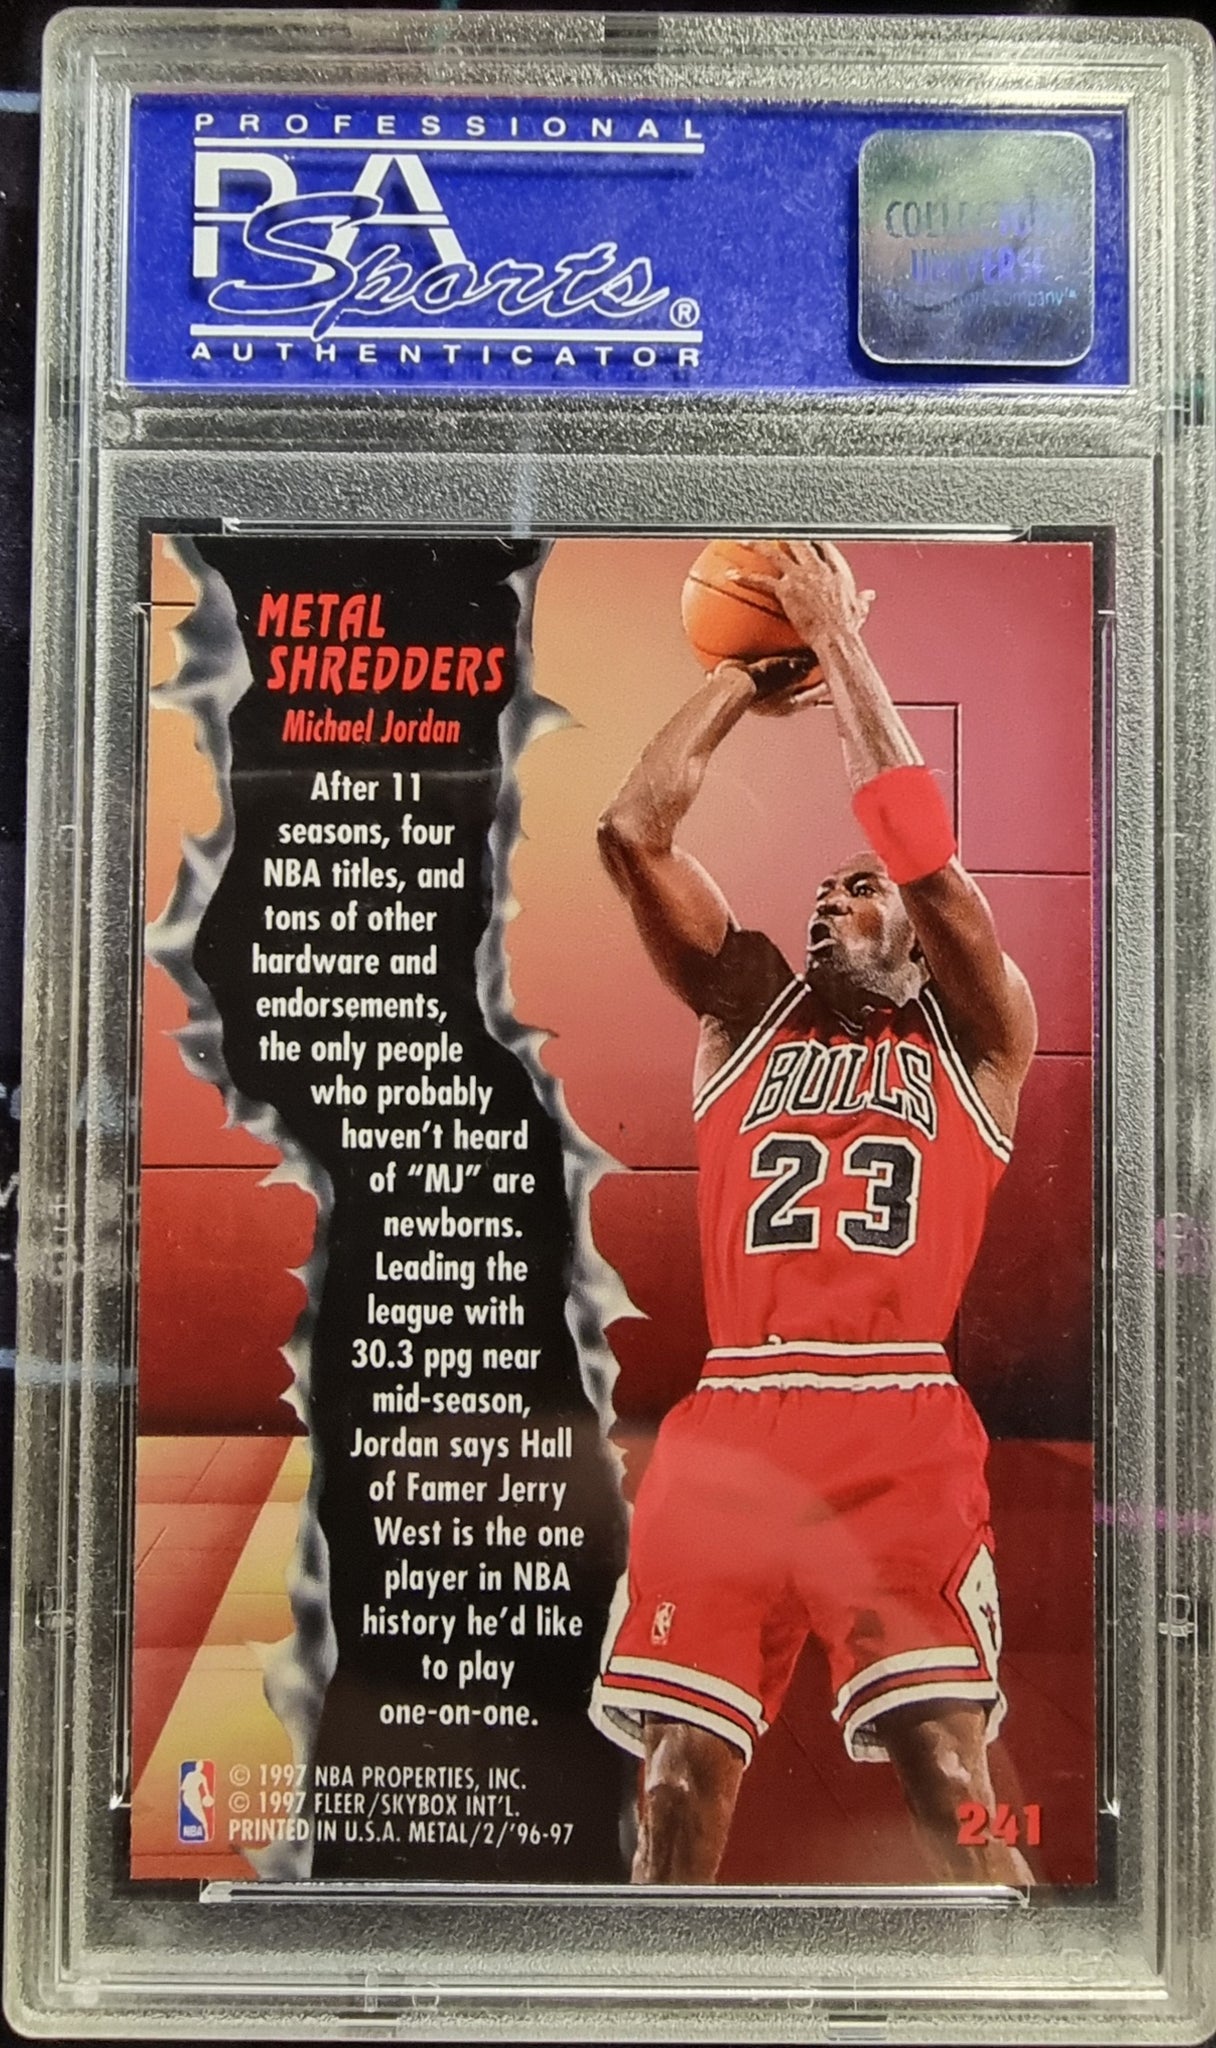 PROFESSIONAL
PSA
Sports®
AUTHENTICATOR
COLLECTORS
UNIVERSE
METAL
SHREDDERS
Michael Jordan
After 11
seasons, four
NBA titles, and
tons of other
hardware and
endorsements,
the only people
who probably
haven't heard
of "MJ" are
newborns.
Leading the
league with
30.3 ppg near
mid-season,
Jordan says Hall
of Famer Jerry
West is the one
player in NBA
history he'd like
to play
one-on-one.
BULLS
23
NBA
© 1997 NBA PROPERTIES, INC.
© 1997 FLEER/SKYBOX INT'L.
PRINTED IN U.S.A. METAL/2/'96-97
241